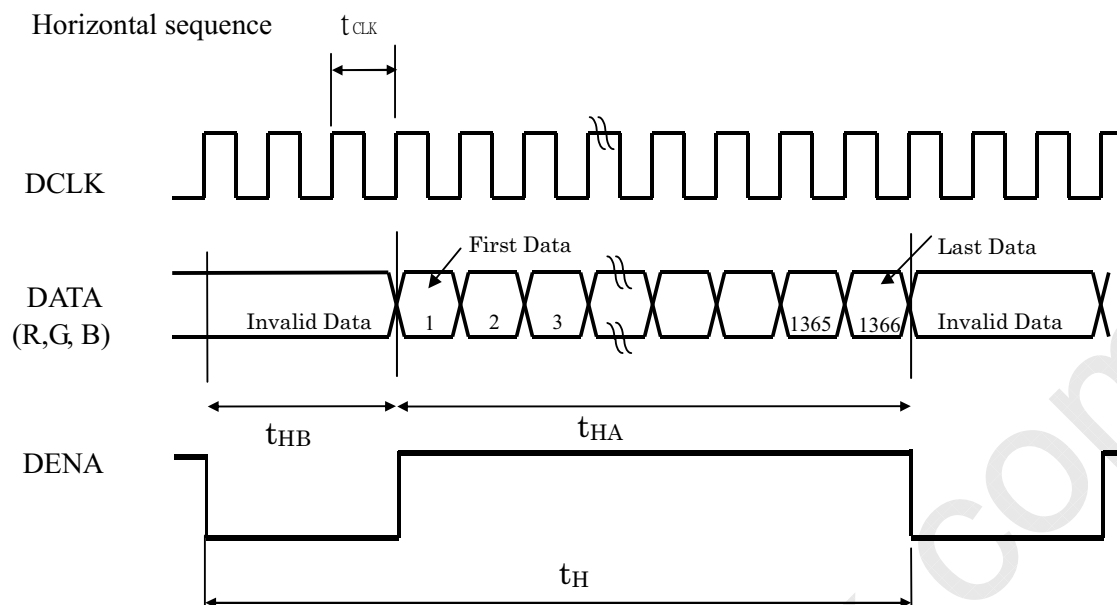 Horizontal sequence
tCLK
DCLK
First Data
Last Data
DATA
(R,G, B)
Invalid Data 1 2 3 1365 1366 Invalid Data
tHB
tHA
DENA
tH
com